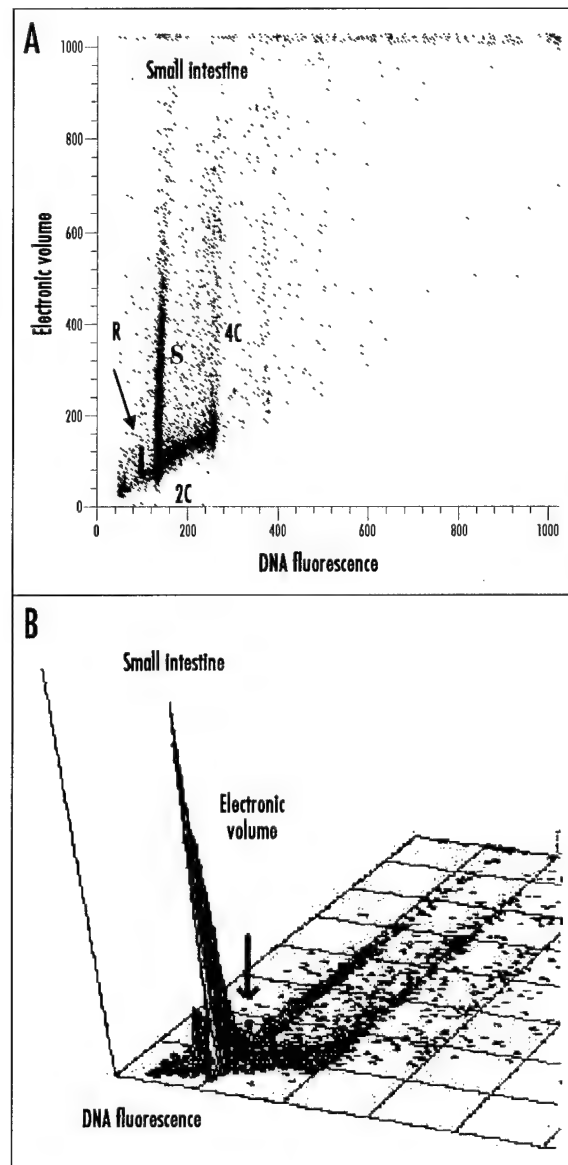 A
Small intestine
1000
800
600
400
200
0
Electronic volume
R
S
4C
2C
0
200
400
600
800
1000
DNA fluorescence
B
Small intestine
Electronic
volume
DNA fluorescence